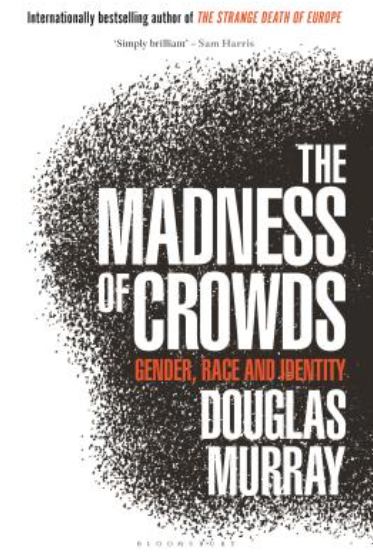 Internationally bestselling author of THE STRANGE DEATH OF EUROPE
'Simply brilliant' – Sam Harris
THE
MADNESS
OF CROWDS
GENDER, RACE AND IDENTITY
DOUGLAS
MURRAY
BLOOMSBURY